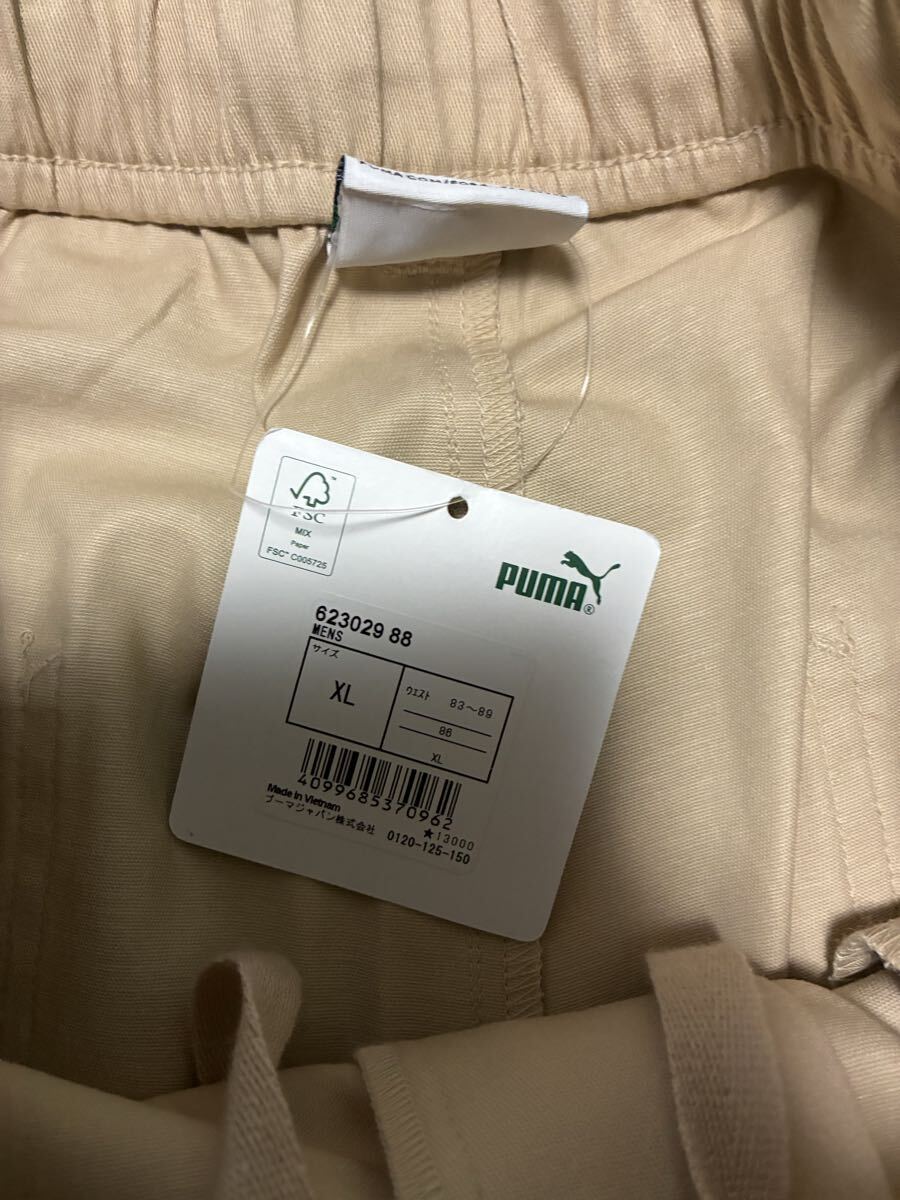 FSC
MIX
Paper
FSC™ C005725
PUMA®
623029 88
MENS
サイズ
XL
ウエスト 83～89
86
XL
4099685370962
Made in Vietnam
プーマジャパン株式会社
★13000
0120-125-150